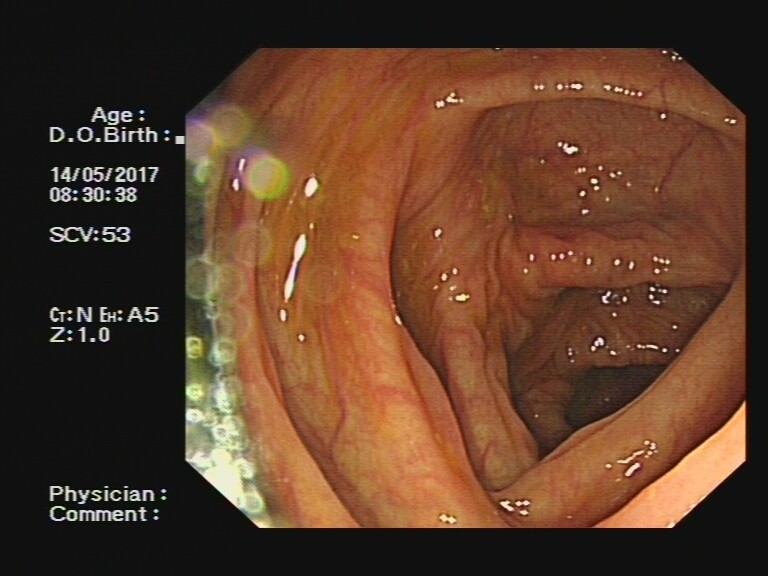 Age:
D.O.Birth:
14/05/2017
08:30:38
SCV:53
CT:N EH:A5
Z:1.0
Physician:
Comment: